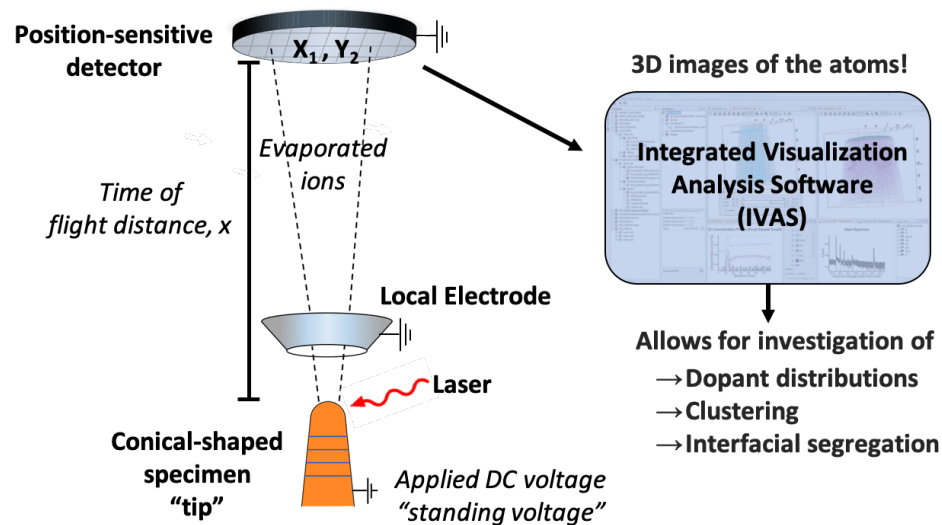 Position-sensitive
detector
X₁, Y₂
Evaporated
ions
Time of
flight distance, x
Local Electrode
Laser
Conical-shaped
specimen
“tip”
Applied DC voltage
“standing voltage”
3D images of the atoms!
Integrated Visualization
Analysis Software
(IVAS)
Allows for investigation of
→Dopant distributions
→Clustering
→Interfacial segregation